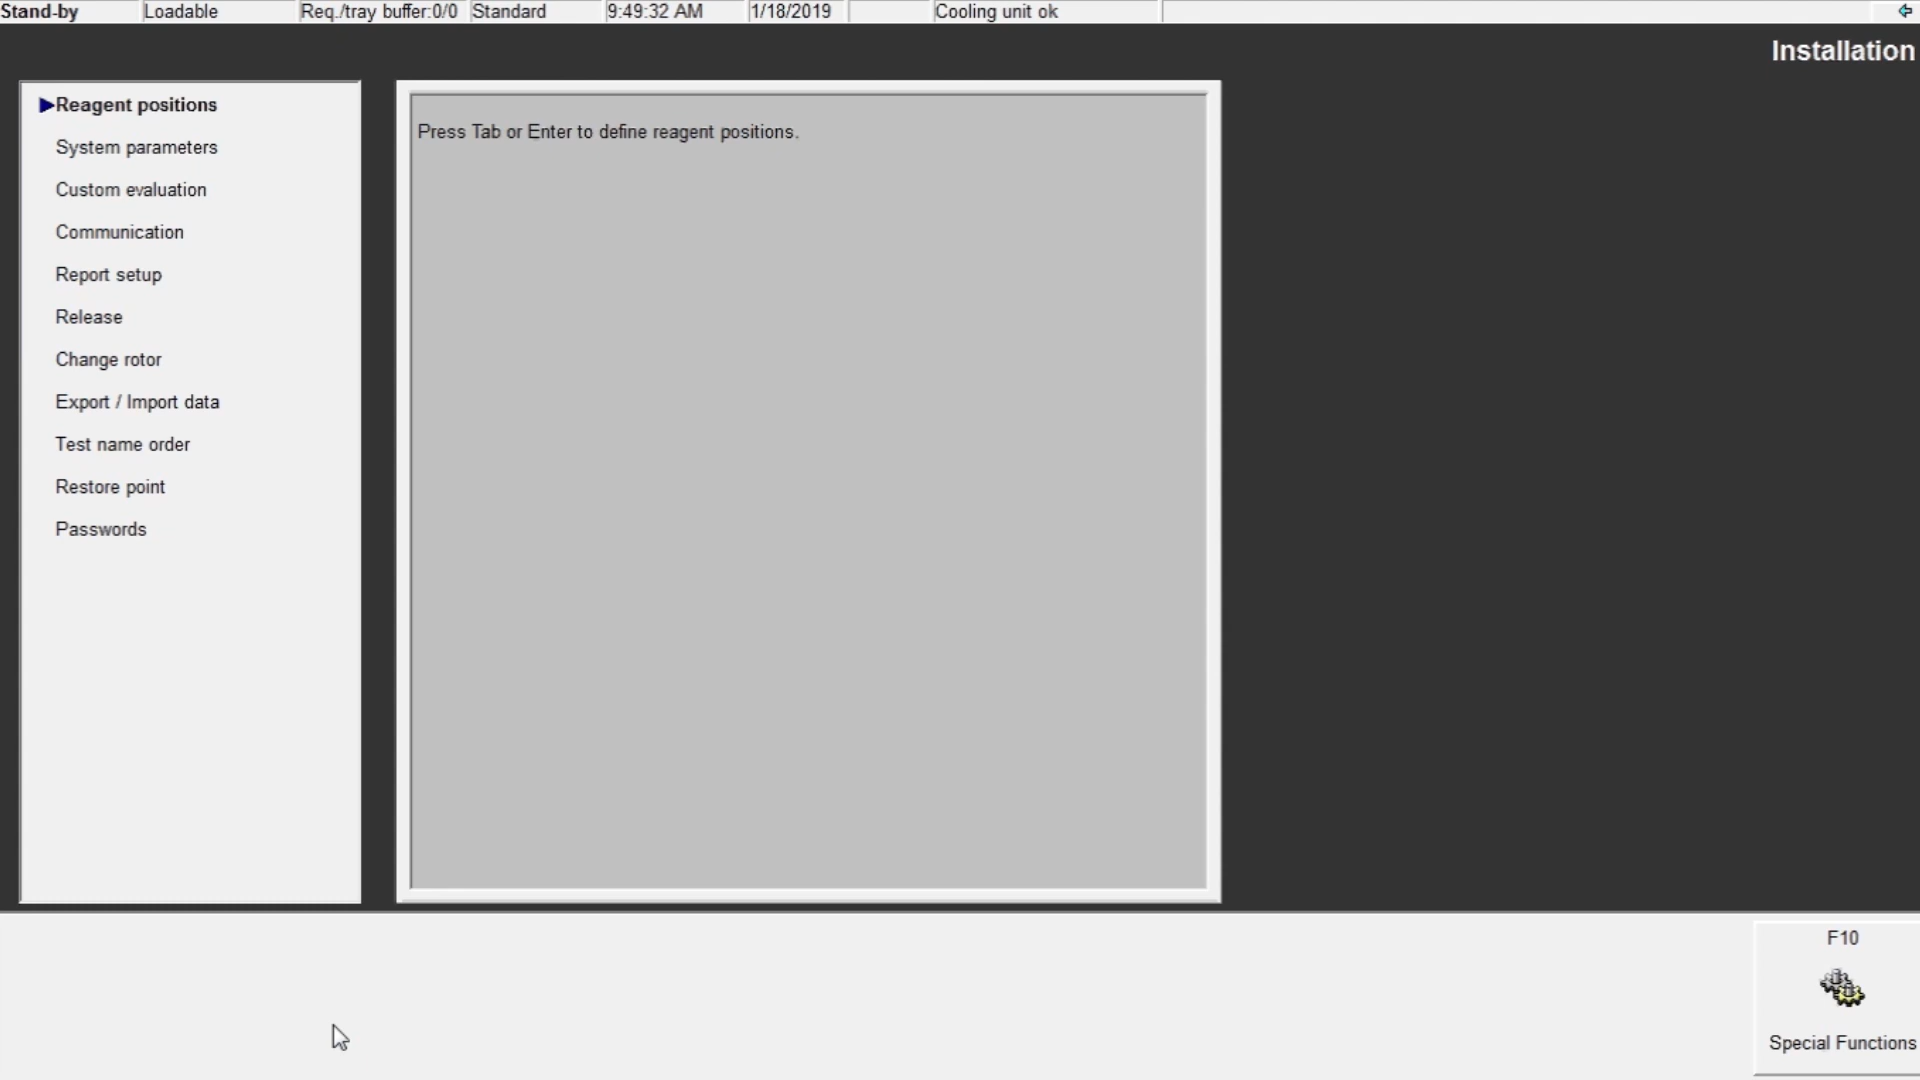 Stand-by Loadable Req./tray buffer:0/0 Standard 9:49:32 AM 1/18/2019 Cooling unit ok
Installation
Reagent positions
System parameters
Custom evaluation
Communication
Report setup
Release
Change rotor
Export / Import data
Test name order
Restore point
Passwords
Press Tab or Enter to define reagent positions.
F10
Special Functions